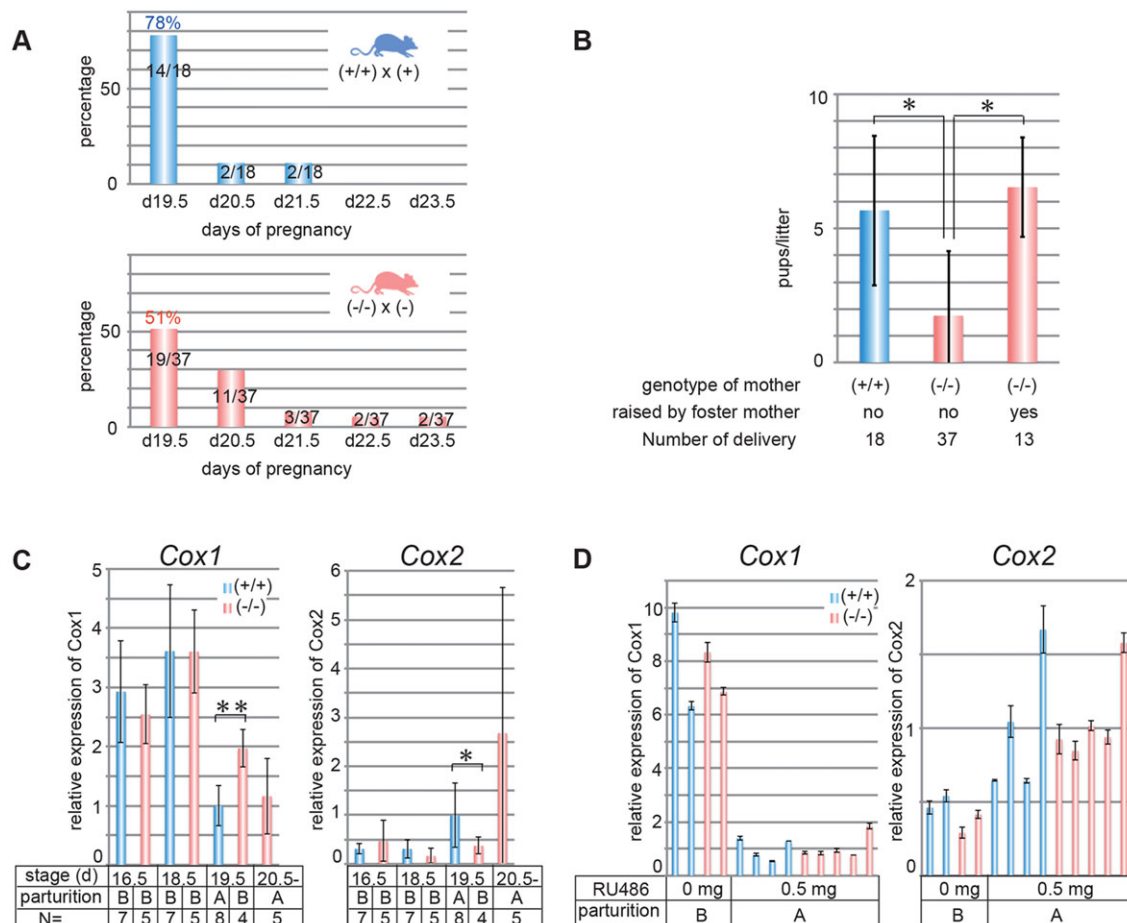 A
78%
14/18
2/18
2/18
(+/+) x (+)
percentage
50
0
d19.5 d20.5 d21.5 d22.5 d23.5
days of pregnancy
51%
19/37
11/37
3/37
2/37
2/37
(-/-) x (-)
percentage
50
0
d19.5 d20.5 d21.5 d22.5 d23.5
days of pregnancy
B
10
5
0
pups/litter
* *
genotype of mother (+/+) (-/-) (-/-)
raised by foster mother no no yes
Number of delivery 18 37 13
C
Cox1
5
4
3
2
1
0
relative expression of Cox1
(+/+)
(-/-)
**
stage (d) 16.5 18.5 19.5 20.5-
parturition B B B B A B A
N= 7 5 7 5 8 4 5
Cox2
6
5
4
3
2
1
0
relative expression of Cox2
*
16.5 18.5 19.5 20.5-
B B B B A B A
7 5 7 5 8 4 5
D
Cox1
10
8
6
4
2
0
relative expression of Cox1
(+/+)
(-/-)
RU486 0 mg 0.5 mg
parturition B A
Cox2
2
1
0
relative expression of Cox2
0 mg 0.5 mg
B A